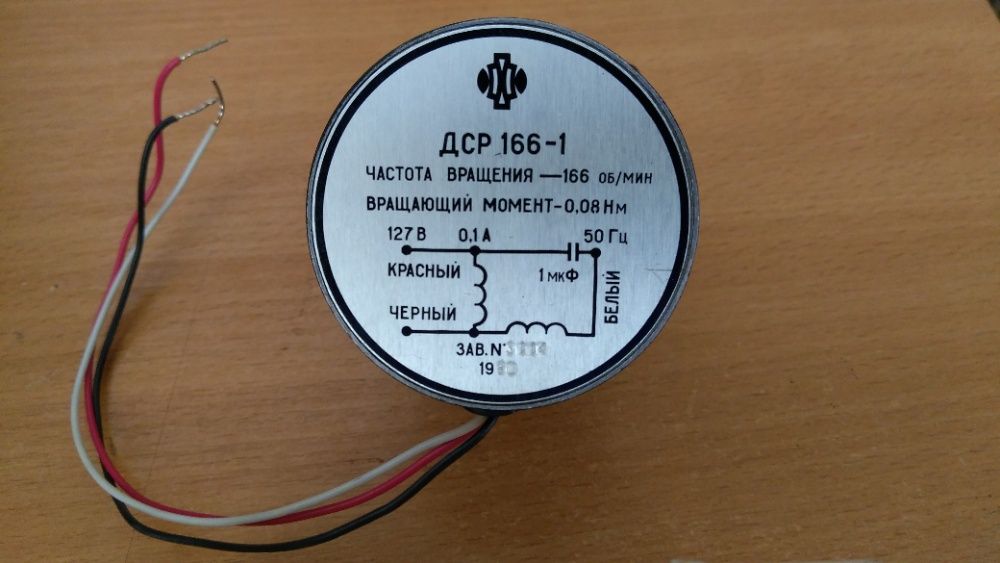 ДСР 166-1
ЧАСТОТА ВРАЩЕНИЯ — 166 ОБ/МИН
ВРАЩАЮЩИЙ МОМЕНТ - 0,08 Нм
127 В 0,1 А 50 Гц
КРАСНЫЙ 1 мкФ
БЕЛЫЙ
ЧЕРНЫЙ
ЗАВ. N
19